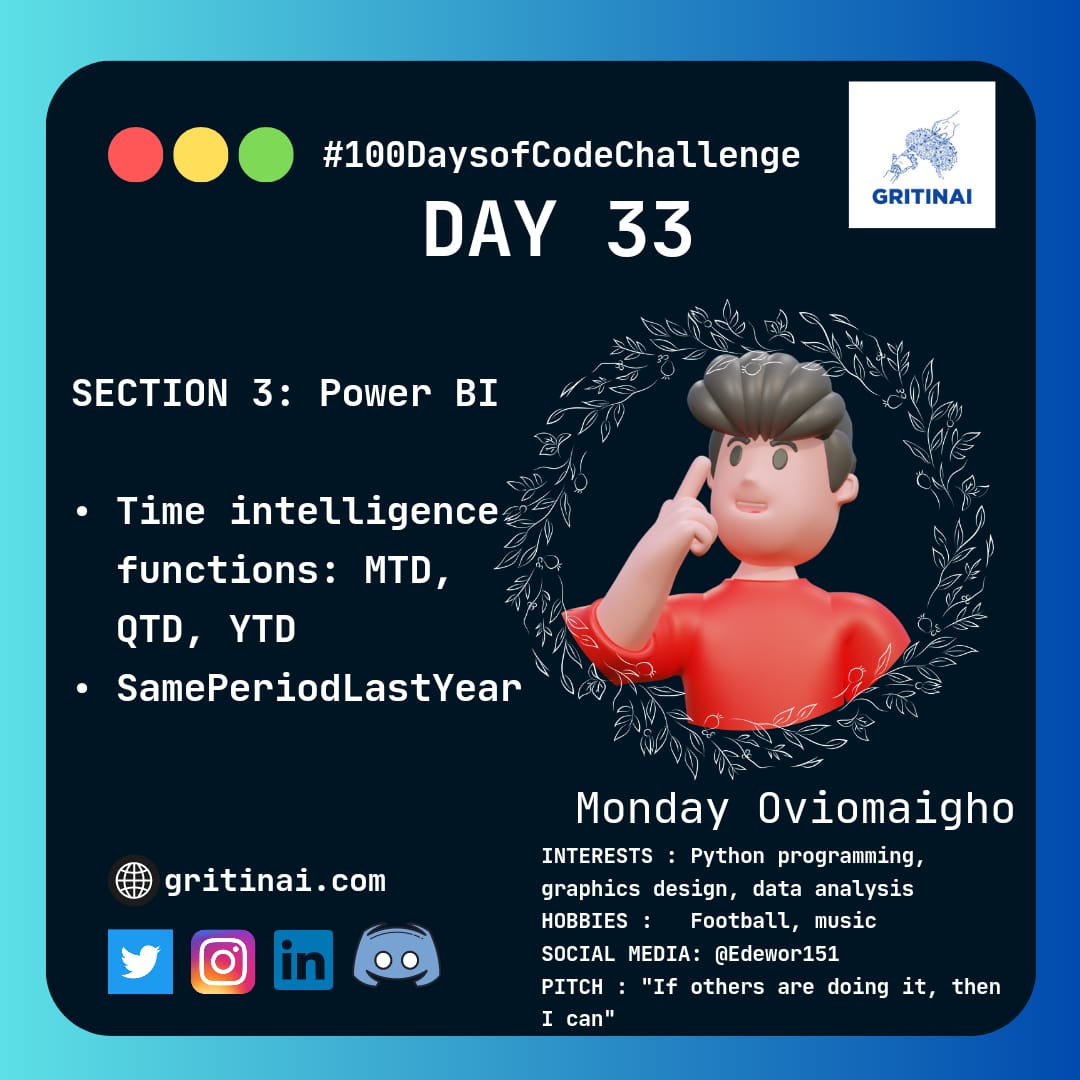 #100DaysofCodeChallenge
DAY 33
GRITINAI
SECTION 3: Power BI
• Time intelligence
functions: MTD,
QTD, YTD
• SamePeriodLastYear
Monday Oviomaigho
INTERESTS : Python programming,
graphics design, data analysis
HOBBIES :   Football, music
SOCIAL MEDIA: @Edewor151
PITCH : "If others are doing it, then
I can"
gritinai.com
in